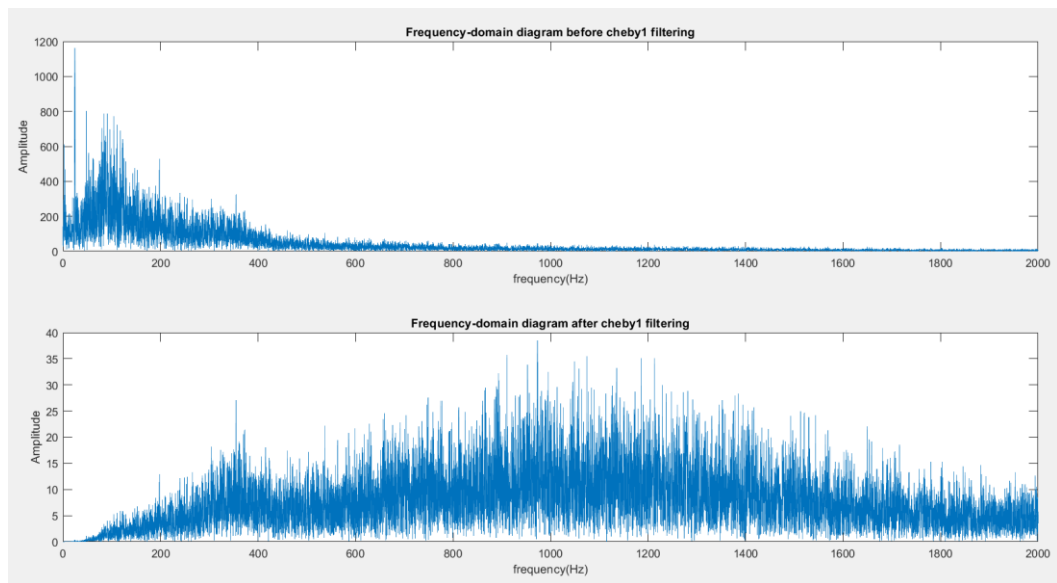 Frequency-domain diagram before cheby1 filtering
1200
1000
800
600
400
200
0
Amplitude
0 200 400 600 800 1000 1200 1400 1600 1800 2000
frequency(Hz)
Frequency-domain diagram after cheby1 filtering
40
35
30
25
20
15
10
5
0
Amplitude
0 200 400 600 800 1000 1200 1400 1600 1800 2000
frequency(Hz)